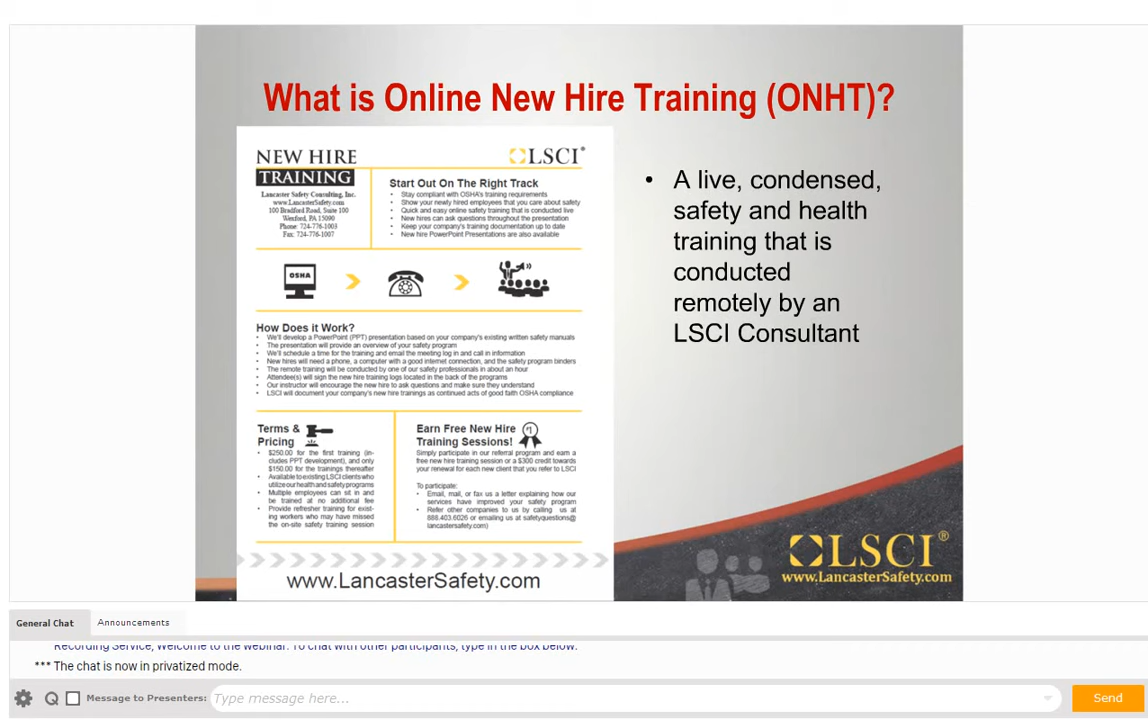 What is Online New Hire Training (ONHT)?
NEW HIRE
TRAINING
Lancaster Safety Consulting, Inc.
www.LancasterSafety.com
100 Bradford Road, Suite 100
Wexford, PA 15090
Phone: 724-776-1003
Fax: 724-776-1007
LSCI®
Start Out On The Right Track
• Stay compliant with OSHA's training requirements
• Show your newly hired employees that you care about safety
• Quick and easy online safety training that is conducted live
• New hires can ask questions throughout the presentation
• Keep your company's training documentation up to date
• New hire PowerPoint Presentations are also available
OSHA
How Does it Work?
• We'll develop a PowerPoint (PPT) presentation based on your company's existing written safety manuals
• The presentation will provide an overview of your safety program
• We'll schedule a time for the training and email the meeting log in and call in information
• New hires will need a phone, a computer with a good internet connection, and the safety program binders
• The remote training will be conducted by one of our safety professionals in about an hour
• Attendee(s) will sign the new hire training logs located in the back of the programs
• Our instructor will encourage the new hire to ask questions and make sure they understand
• LSCI will document your company's new hire trainings as continued acts of good faith OSHA compliance
Terms &
Pricing
• $250.00 for the first training (in-
cludes PPT development), and only
$150.00 for the trainings thereafter
• Available to existing LSCI clients who
utilize our health and safety programs
• Multiple employees can sit in and
be trained at no additional fee
• Provide refresher training for exist-
ing workers who may have missed
the on-site safety training session
Earn Free New Hire
Training Sessions!
#1
Simply participate in our referral program and earn a
free new hire training session or a $300 credit towards
your renewal for each new client that you refer to LSCI
To participate:
• Email, mail, or fax us a letter explaining how our
services have improved your safety program
• Refer other companies to us by calling us at
888.403.6026 or emailing us at safetyquestions@
lancastersafety.com)
www.LancasterSafety.com
• A live, condensed,
safety and health
training that is
conducted
remotely by an
LSCI Consultant
LSCI®
www.LancasterSafety.com
General Chat
Announcements
Recording Service, Welcome to the webinar. To chat with other participants, type in the box below.
*** The chat is now in privatized mode.
Q
Message to Presenters:
Type message here...
Send